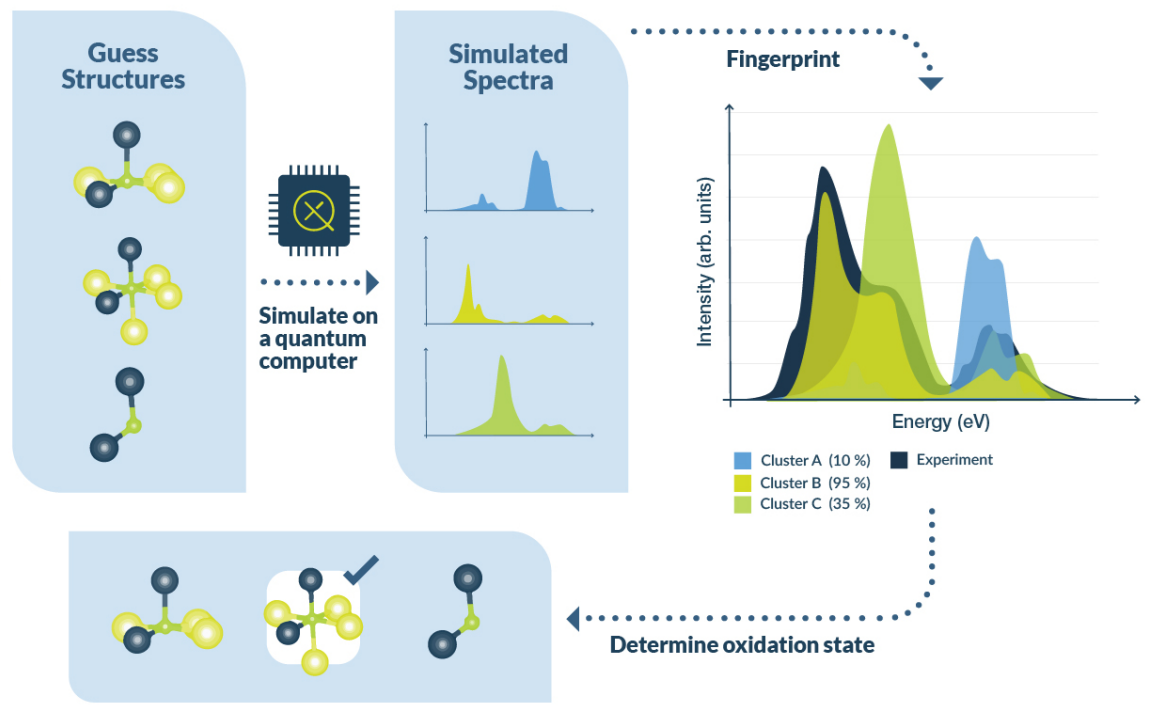 Guess
Structures
Simulated
Spectra
Fingerprint
Simulate on
a quantum
computer
Intensity (arb. units)
Energy (eV)
Cluster A (10 %)
Experiment
Cluster B (95 %)
Cluster C (35 %)
Determine oxidation state